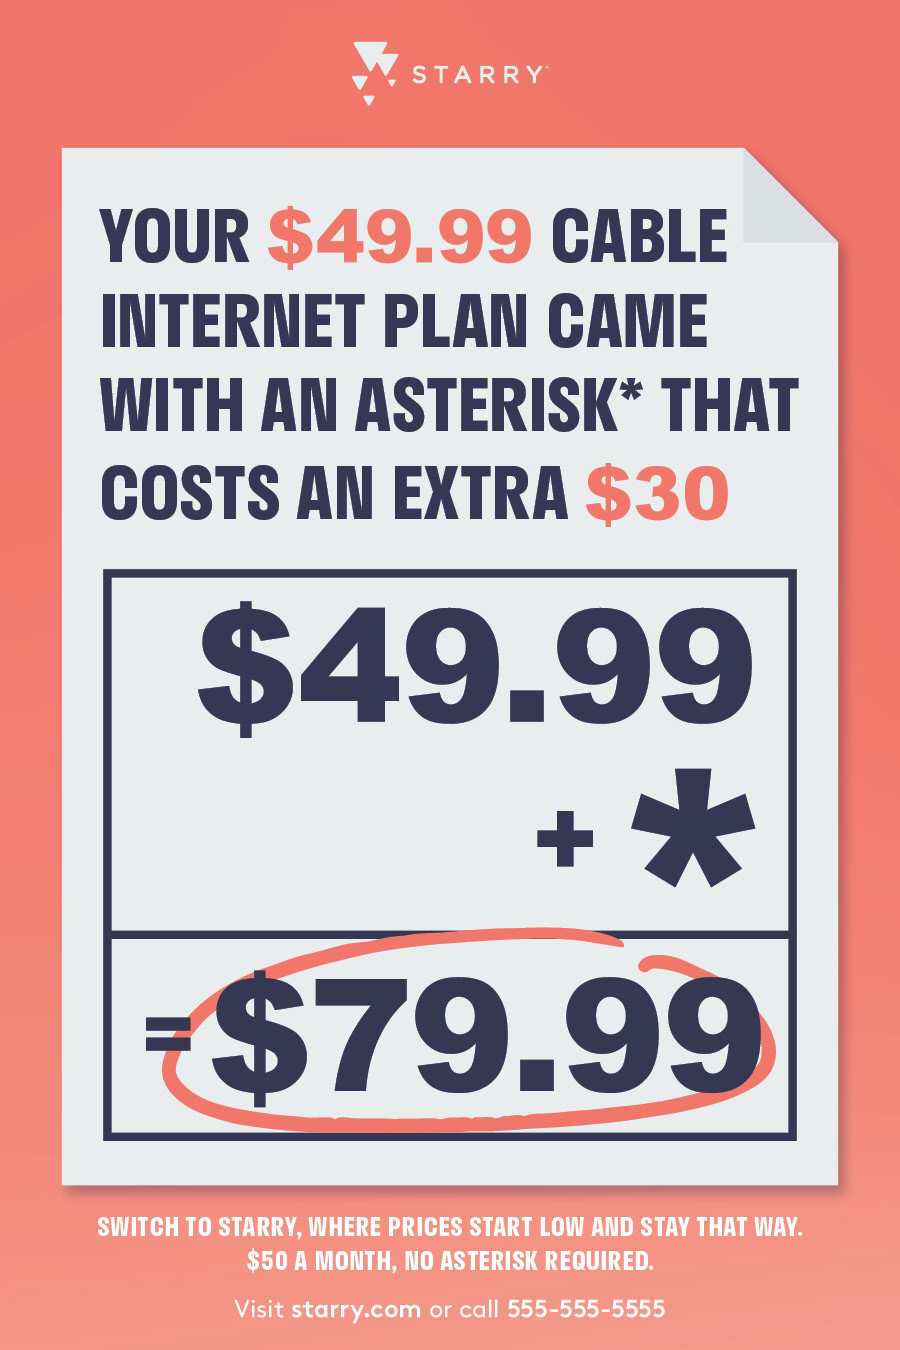 STARRY
YOUR $49.99 CABLE
INTERNET PLAN CAME
WITH AN ASTERISK* THAT
COSTS AN EXTRA $30
$49.99
+ *
=$79.99
SWITCH TO STARRY, WHERE PRICES START LOW AND STAY THAT WAY.
$50 A MONTH, NO ASTERISK REQUIRED.
Visit starry.com or call 555-555-5555